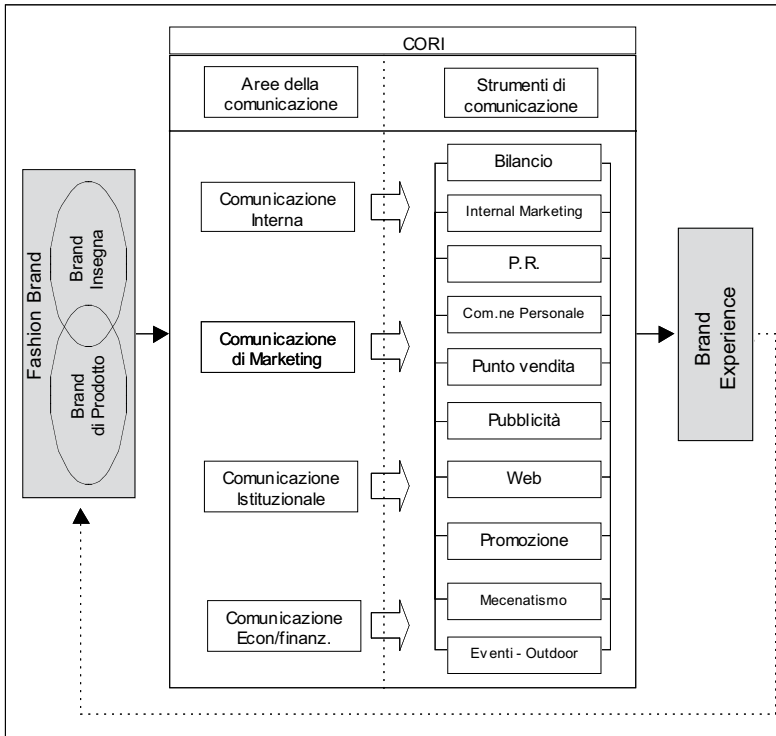 CORI
Aree della
comunicazione
Strumenti di
comunicazione
Fashion Brand
Brand
Insegna
Brand
di Prodotto
Comunicazione
Interna
Comunicazione
di Marketing
Comunicazione
Istituzionale
Comunicazione
Econ/finanz.
Bilancio
Internal Marketing
P.R.
Com.ne Personale
Punto vendita
Pubblicità
Web
Promozione
Mecenatismo
Eventi - Outdoor
Brand
Experience